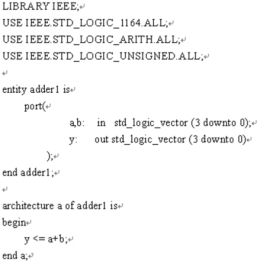 LIBRARY IEEE;
USE IEEE.STD_LOGIC_1164.ALL;
USE IEEE.STD_LOGIC_ARITH.ALL;
USE IEEE.STD_LOGIC_UNSIGNED.ALL;
entity adder1 is
port(
a,b: in std_logic_vector (3 downto 0);
y: out std_logic_vector (3 downto 0)
);
end adder1;
architecture a of adder1 is
begin
y <= a+b;
end a;